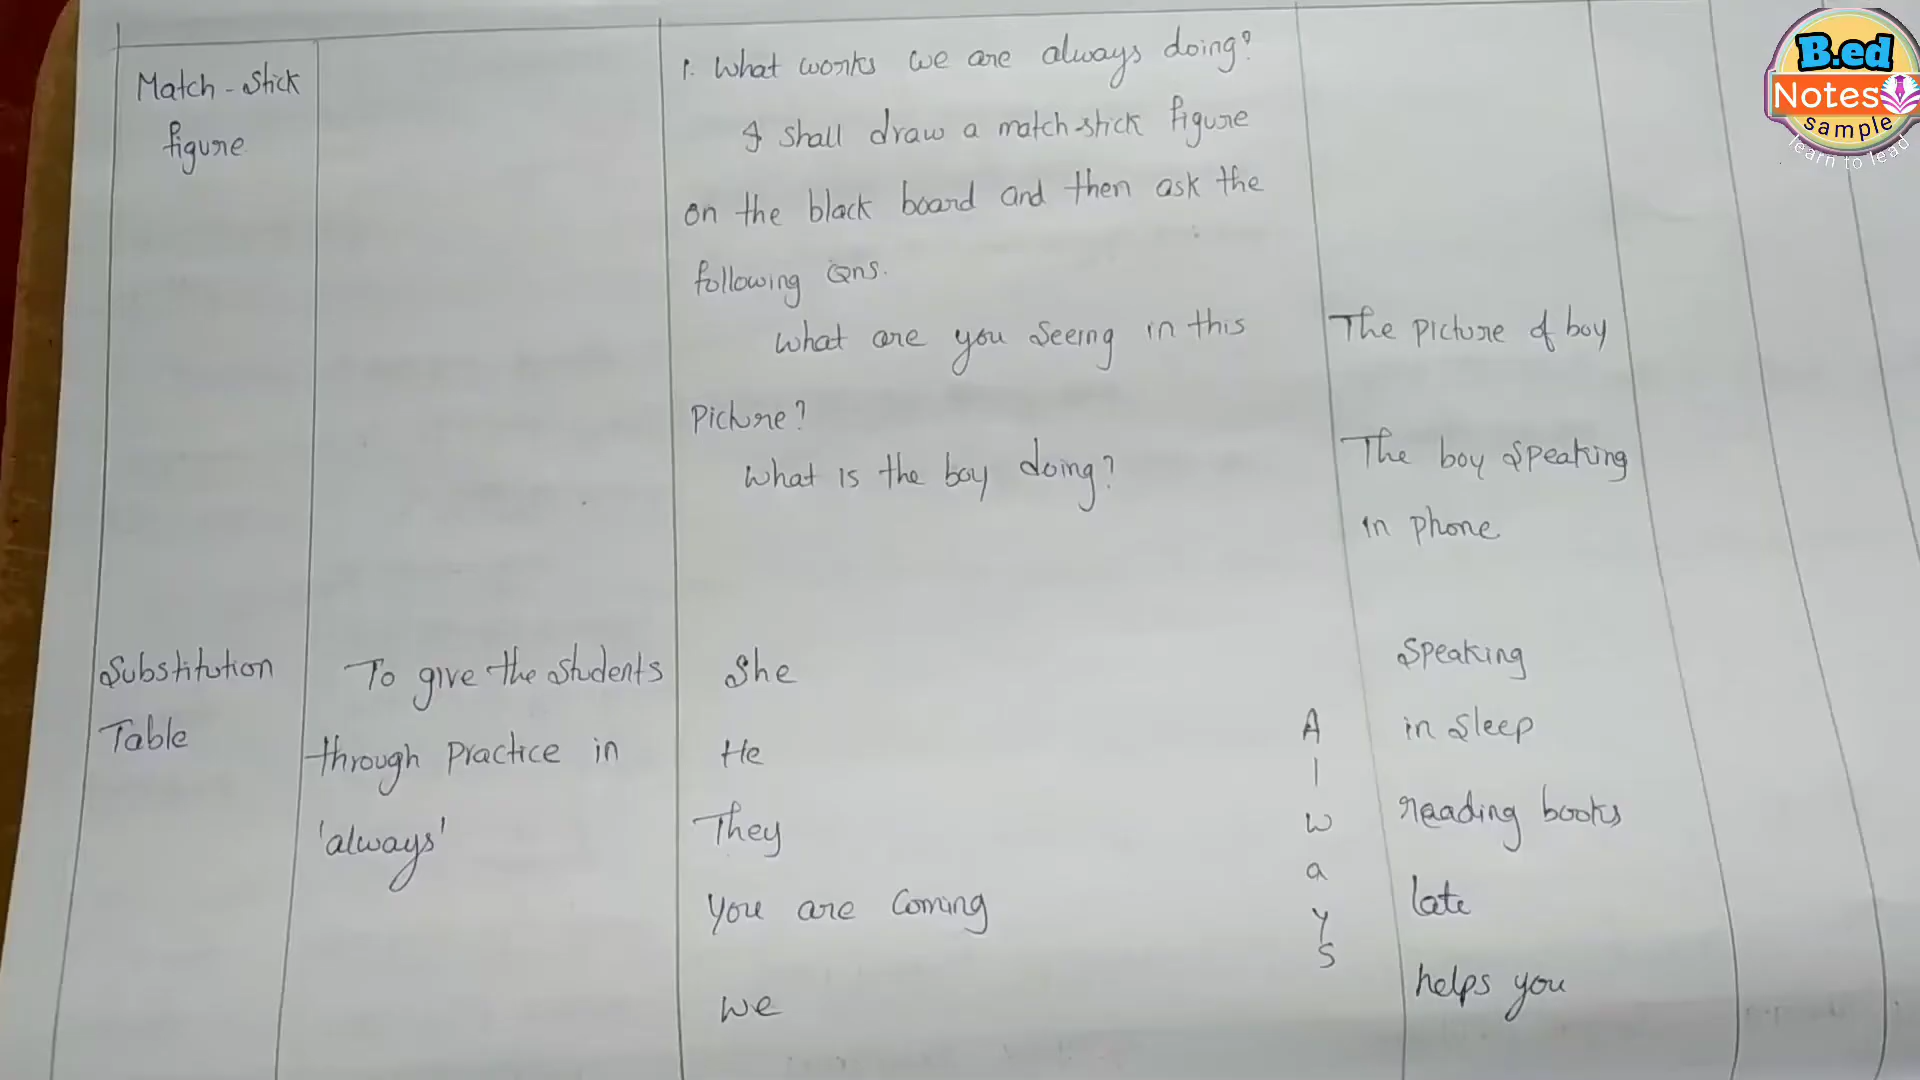 Match-stick
figure
1. What works we are always doing?
I shall draw a match-stick figure
on the black board and then ask the
following Qns.
What are you seeing in this
Picture?
What is the boy doing?
The picture of boy
The boy speaking
in phone
Substitution
Table
To give the students
through practice in
'always'
She
He
They
You are coming
We
Always
Speaking
in sleep
reading books
late
helps you
B.ed
Notes
sample
learn to lead